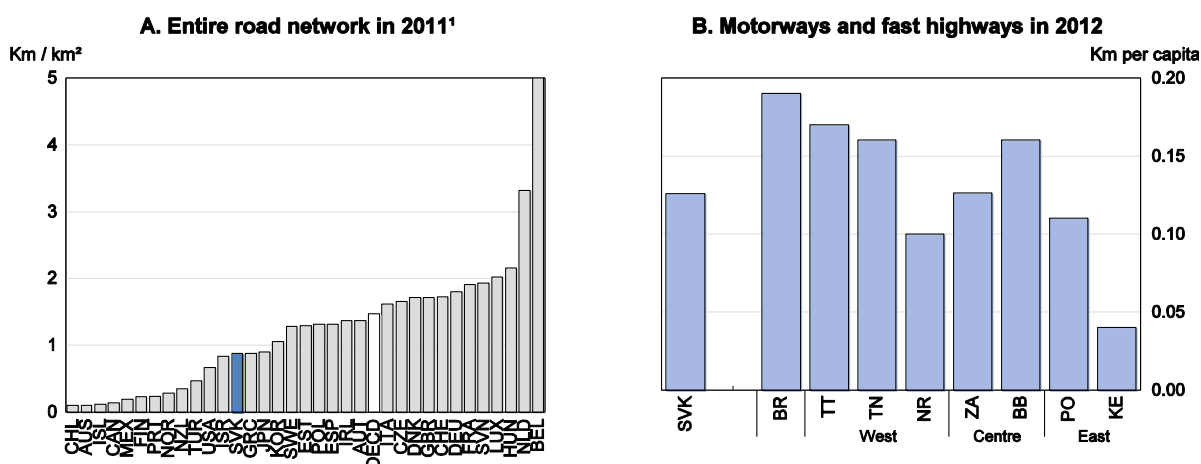 A. Entire road network in 2011¹
Km / km²
5
4
3
2
1
0
CHL AUS ISL CAN MEX FIN PRT NOR NZL TUR USA ISR SVK GRC JPN KOR SWE EST POL ESP IRL AUT OECD ITA CZE DNK GBR CHE DEU FRA SVN LUX HUN NLD BEL
B. Motorways and fast highways in 2012
Km per capita
0.20
0.15
0.10
0.05
0.00
SVK BR TT TN NR ZA BB PO KE
West Centre East